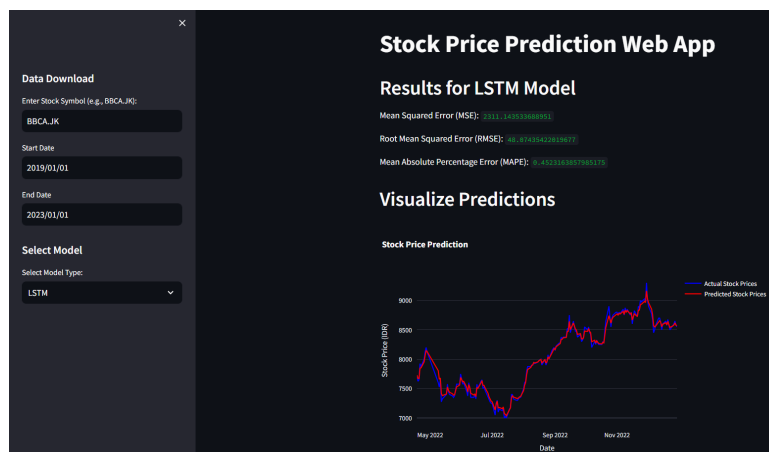 ×
Data Download
Enter Stock Symbol (e.g., BBCA.JK):
BBCA.JK
Start Date
2019/01/01
End Date
2023/01/01
Select Model
Select Model Type:
LSTM
Stock Price Prediction Web App
Results for LSTM Model
Mean Squared Error (MSE): 2311.143533688951
Root Mean Squared Error (RMSE): 48.07435422019677
Mean Absolute Percentage Error (MAPE): 0.4523163857985175
Visualize Predictions
Stock Price Prediction
Actual Stock Prices
Predicted Stock Prices
Stock Price (IDR)
9000
8500
8000
7500
7000
May 2022
Jul 2022
Sep 2022
Nov 2022
Date